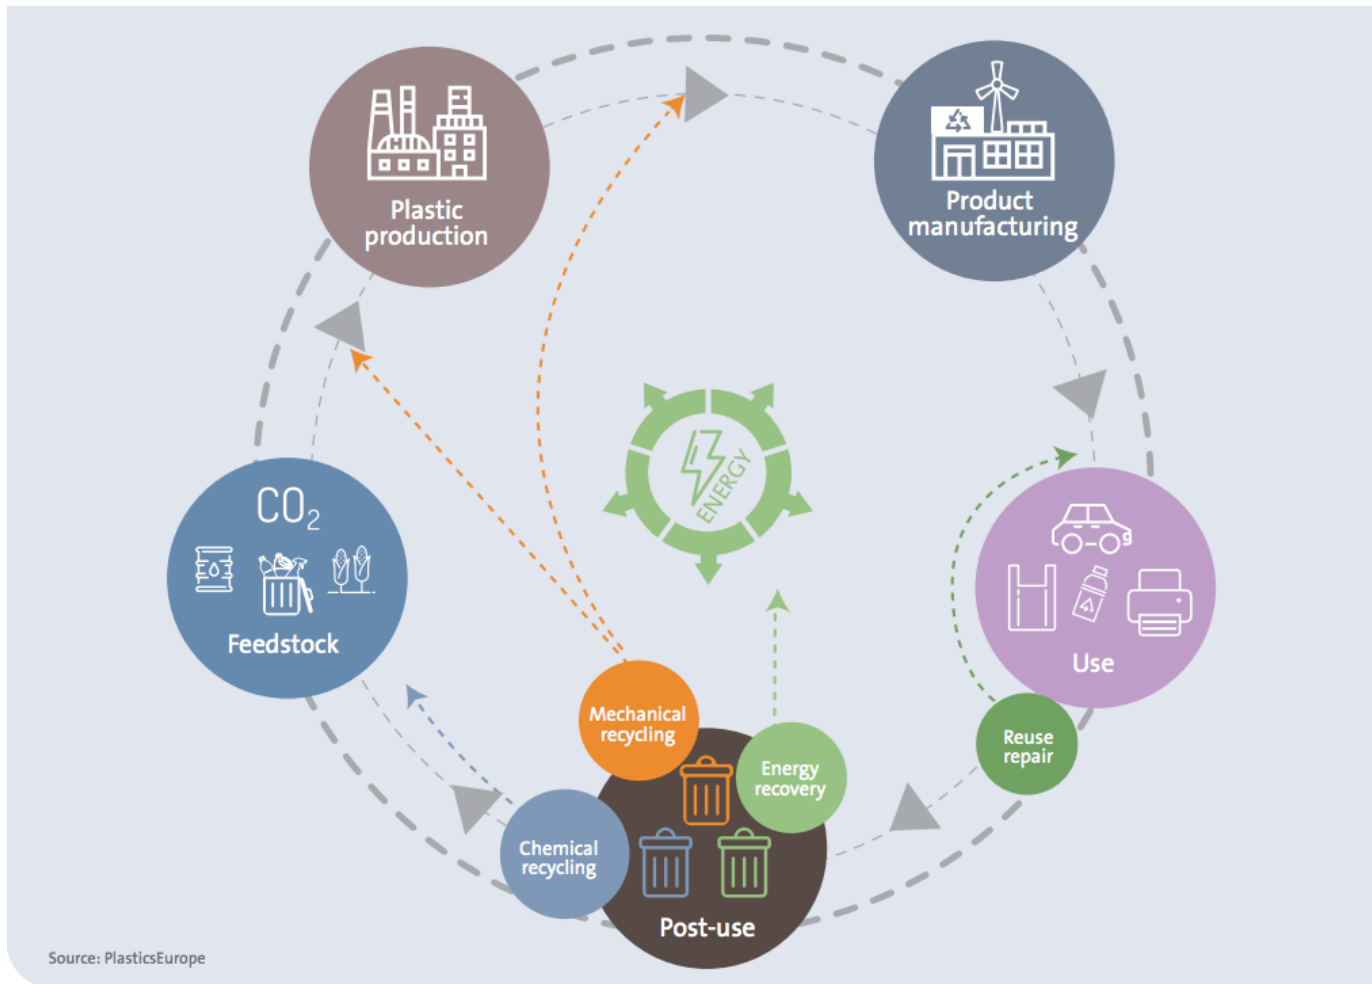 Plastic
production
Product
manufacturing
CO₂
Feedstock
ENERGY
Use
Mechanical
recycling
Energy
recovery
Reuse
repair
Chemical
recycling
Post-use
Source: PlasticsEurope